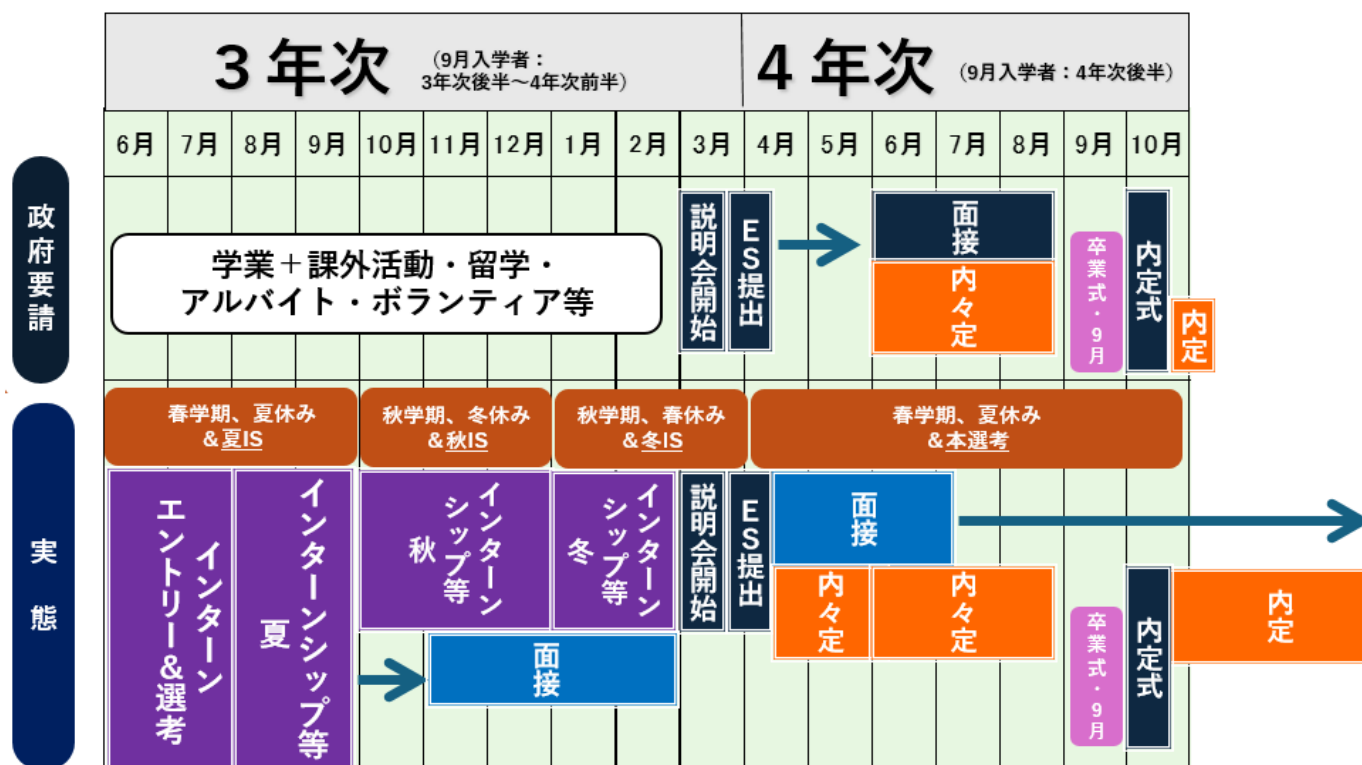 3年次
(9月入学者：
3年次後半～4年次前半)
4年次
(9月入学者：4年次後半)
6月
7月
8月
9月
10月
11月
12月
1月
2月
3月
4月
5月
6月
7月
8月
9月
10月
政府要請
学業＋課外活動・留学・
アルバイト・ボランティア等
説明会開始
ES提出
面接
内々定
卒業式・9月
内定式
内定
実態
春学期、夏休み
＆夏IS
秋学期、冬休み
＆秋IS
秋学期、春休み
＆冬IS
春学期、夏休み
＆本選考
インターン
エントリー＆選考
インターンシップ等
夏
インターン
シップ等
秋
インターン
シップ等
冬
説明会開始
ES提出
面接
内々定
内々定
面接
卒業式・9月
内定式
内定